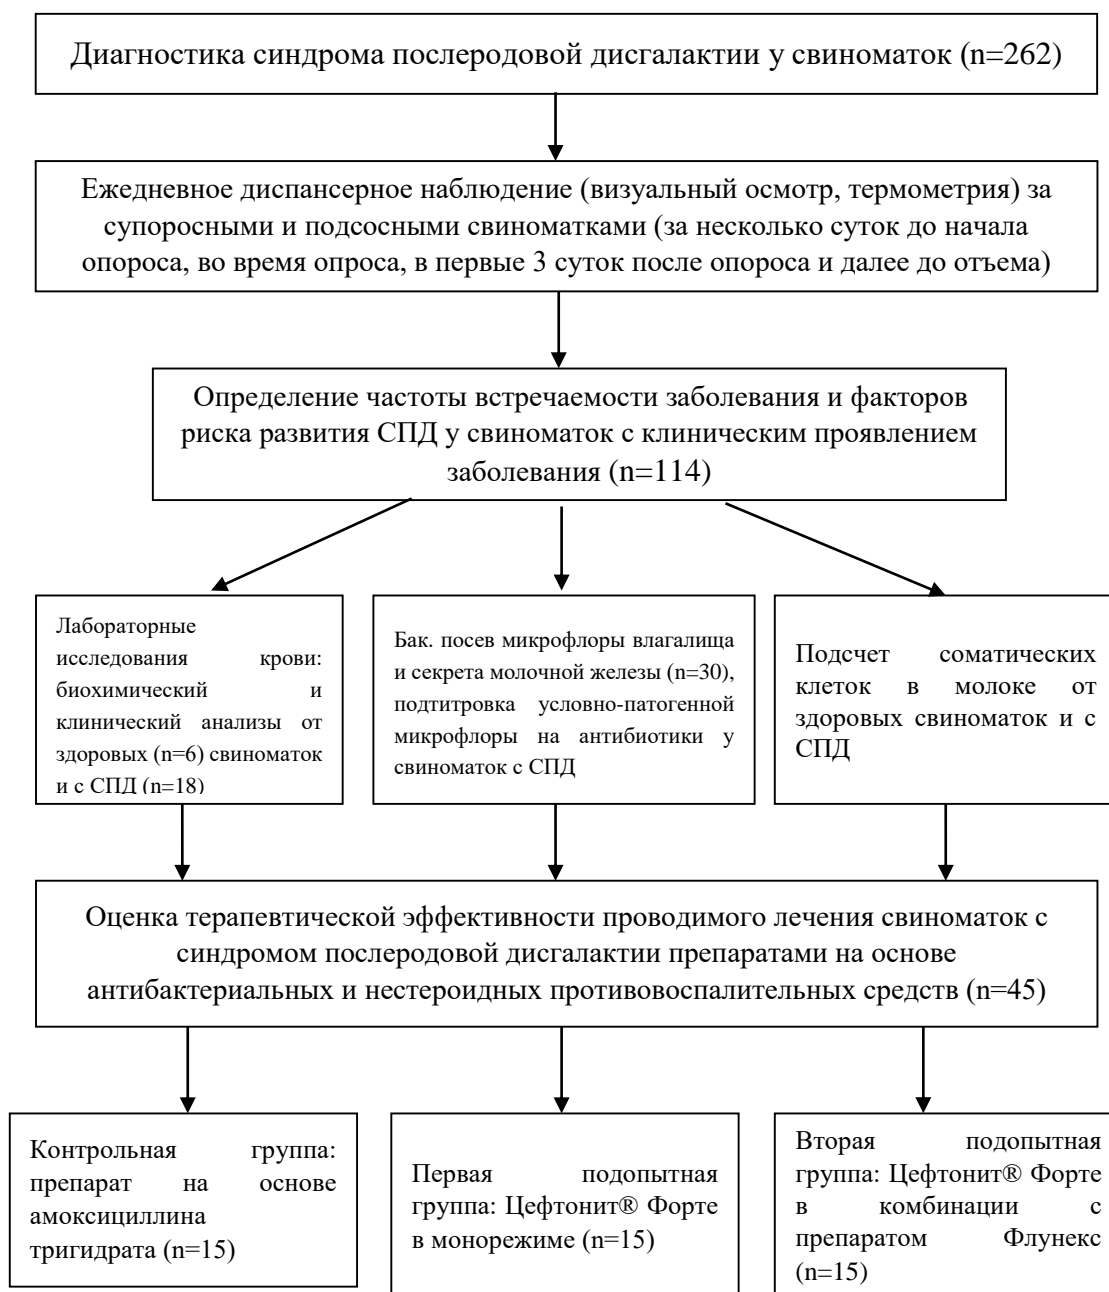 Диагностика синдрома послеродовой дисгалактии у свиноматок (n=262)
Ежедневное диспансерное наблюдение (визуальный осмотр, термометрия) за
супоросными и подсосными свиноматками (за несколько суток до начала
опороса, во время опроса, в первые 3 суток после опороса и далее до отъема)
Определение частоты встречаемости заболевания и факторов
риска развития СПД у свиноматок с клиническим проявлением
заболевания (n=114)
Лабораторные
исследования крови:
биохимический и
клинический анализы от
здоровых (n=6) свиноматок
и с СПД (n=18)
Бак. посев микрофлоры влагалища
и секрета молочной железы (n=30),
подтитровка условно-патогенной
микрофлоры на антибиотики у
свиноматок с СПД
Подсчет соматических
клеток в молоке от
здоровых свиноматок и с
СПД
Оценка терапевтической эффективности проводимого лечения свиноматок с
синдромом послеродовой дисгалактии препаратами на основе
антибактериальных и нестероидных противовоспалительных средств (n=45)
Контрольная группа:
препарат на основе
амоксициллина
тригидрата (n=15)
Первая подопытная
группа: Цефтонит® Форте
в монорежиме (n=15)
Вторая подопытная
группа: Цефтонит® Форте
в комбинации с
препаратом Флунекс
(n=15)